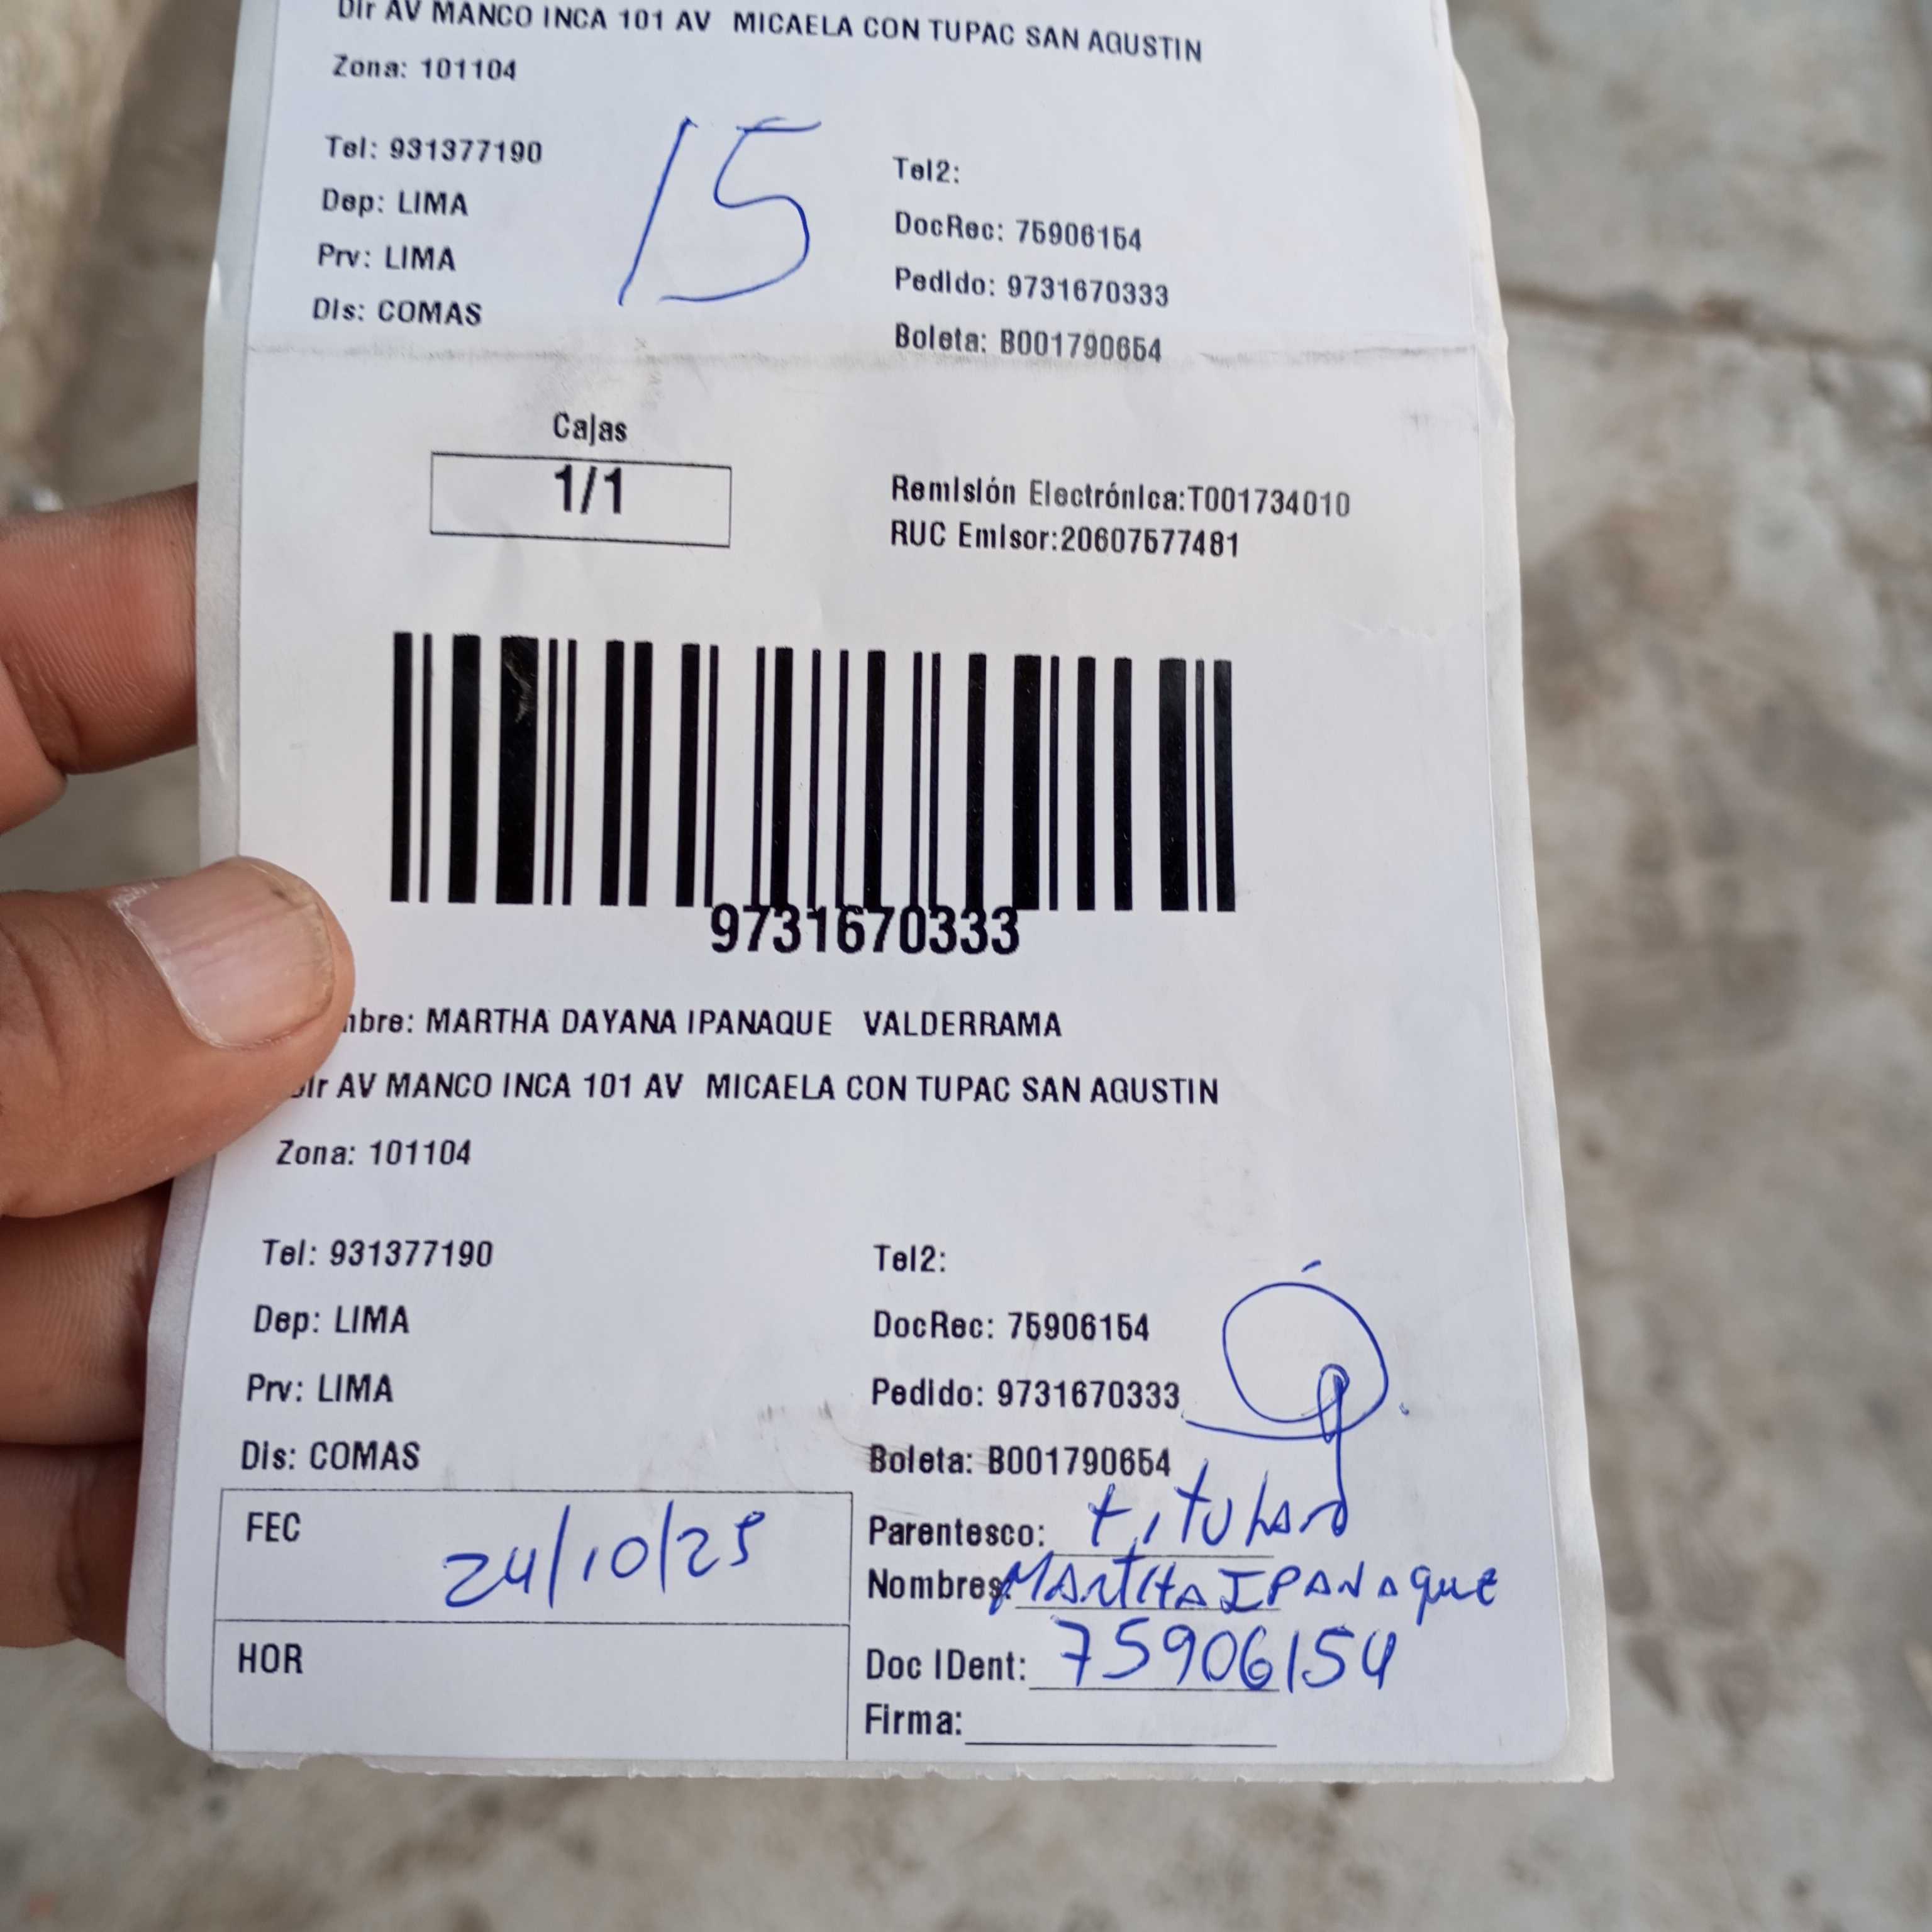 Dir AV MANCO INCA 101 AV MICAELA CON TUPAC SAN AGUSTIN
Zona: 101104
15
Tel: 931377190
Tel2:
Dep: LIMA
DocRec: 75906154
Prv: LIMA
Pedido: 9731670333
Dis: COMAS
Boleta: B001790654
Cajas
1/1
Remisión Electrónica:T001734010
RUC Emisor:20607577481
9731670333
mbre: MARTHA DAYANA IPANAQUE VALDERRAMA
Dir AV MANCO INCA 101 AV MICAELA CON TUPAC SAN AGUSTIN
Zona: 101104
Tel: 931377190
Tel2:
Dep: LIMA
DocRec: 75906154
Prv: LIMA
Pedido: 9731670333
Dis: COMAS
Boleta: B001790654
FEC 24/10/25
Parentesco: titular
Nombres: MARTHA IPANAque
HOR
Doc IDent: 75906154
Firma: